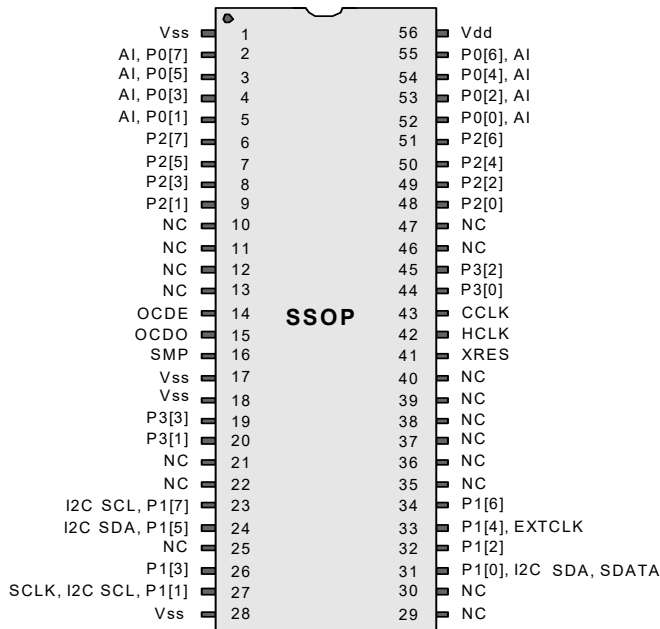 Vss 1 56 Vdd
AI, P0[7] 2 55 P0[6], AI
AI, P0[5] 3 54 P0[4], AI
AI, P0[3] 4 53 P0[2], AI
AI, P0[1] 5 52 P0[0], AI
P2[7] 6 51 P2[6]
P2[5] 7 50 P2[4]
P2[3] 8 49 P2[2]
P2[1] 9 48 P2[0]
NC 10 47 NC
NC 11 46 NC
NC 12 45 P3[2]
NC 13 44 P3[0]
OCDE 14 SSOP 43 CCLK
OCDO 15 42 HCLK
SMP 16 41 XRES
Vss 17 40 NC
Vss 18 39 NC
P3[3] 19 38 NC
P3[1] 20 37 NC
NC 21 36 NC
NC 22 35 NC
I2C SCL, P1[7] 23 34 P1[6]
I2C SDA, P1[5] 24 33 P1[4], EXTCLK
NC 25 32 P1[2]
P1[3] 26 31 P1[0], I2C SDA, SDATA
SCLK, I2C SCL, P1[1] 27 30 NC
Vss 28 29 NC